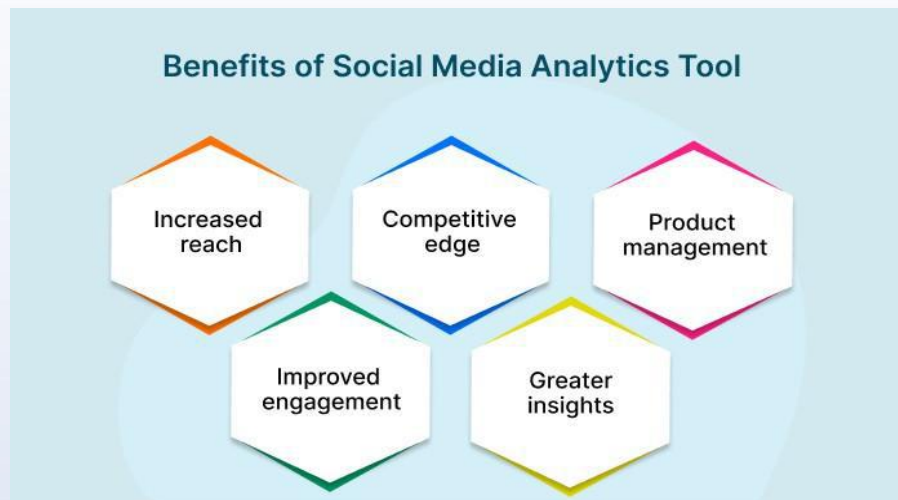 Benefits of Social Media Analytics Tool
Increased
reach
Competitive
edge
Product
management
Improved
engagement
Greater
insights